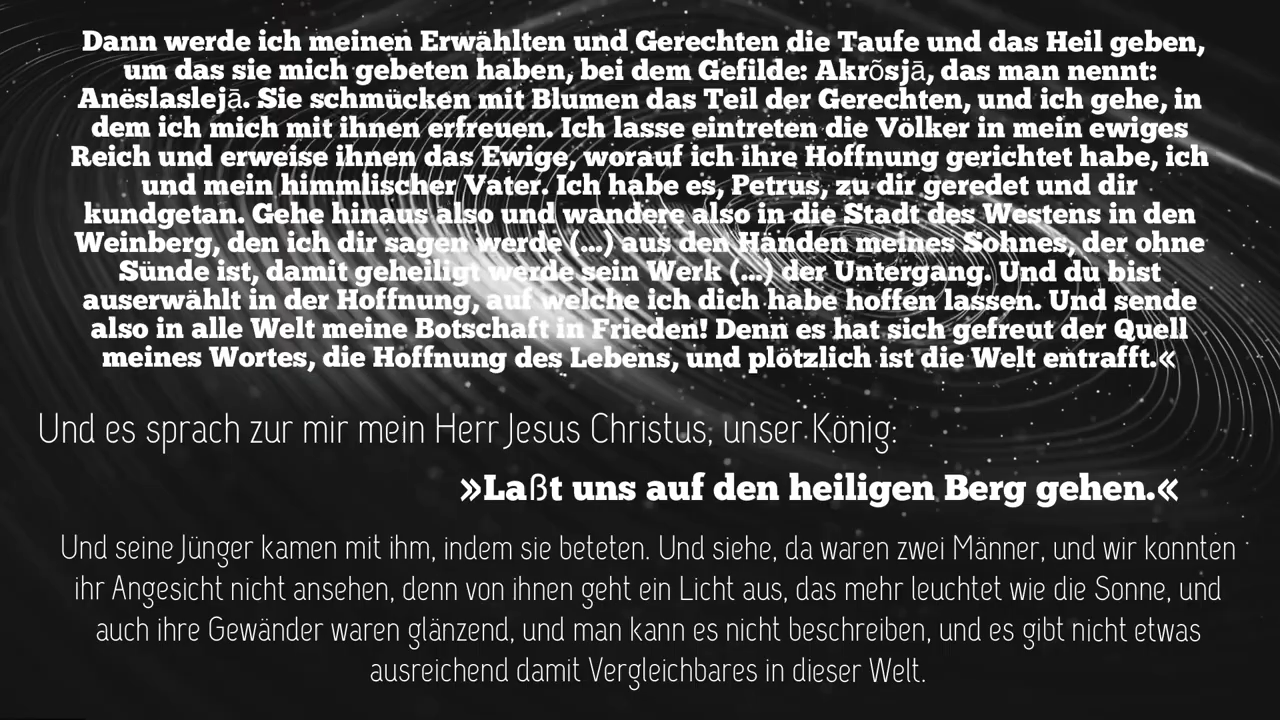 Dann werde ich meinen Erwählten und Gerechten die Taufe und das Heil geben,
um das sie mich gebeten haben, bei dem Gefilde: Akrõsjā, das man nennt:
Anëslaslejā. Sie schmücken mit Blumen das Teil der Gerechten, und ich gehe, in
dem ich mich mit ihnen erfreuen. Ich lasse eintreten die Völker in mein ewiges
Reich und erweise ihnen das Ewige, worauf ich ihre Hoffnung gerichtet habe, ich
und mein himmlischer Vater. Ich habe es, Petrus, zu dir geredet und dir
kundgetan. Gehe hinaus also und wandere also in die Stadt des Westens in den
Weinberg, den ich dir sagen werde (...) aus den Händen meines Sohnes, der ohne
Sünde ist, damit geheiligt werde sein Werk (...) der Untergang. Und du bist
auserwählt in der Hoffnung, auf welche ich dich habe hoffen lassen. Und sende
also in alle Welt meine Botschaft in Frieden! Denn es hat sich gefreut der Quell
meines Wortes, die Hoffnung des Lebens, und plötzlich ist die Welt entrafft.«
Und es sprach zur mir mein Herr Jesus Christus, unser König:
»Laßt uns auf den heiligen Berg gehen.«
Und seine Jünger kamen mit ihm, indem sie beteten. Und siehe, da waren zwei Männer, und wir konnten
ihr Angesicht nicht ansehen, denn von ihnen geht ein Licht aus, das mehr leuchtet wie die Sonne, und
auch ihre Gewänder waren glänzend, und man kann es nicht beschreiben, und es gibt nicht etwas
ausreichend damit Vergleichbares in dieser Welt.